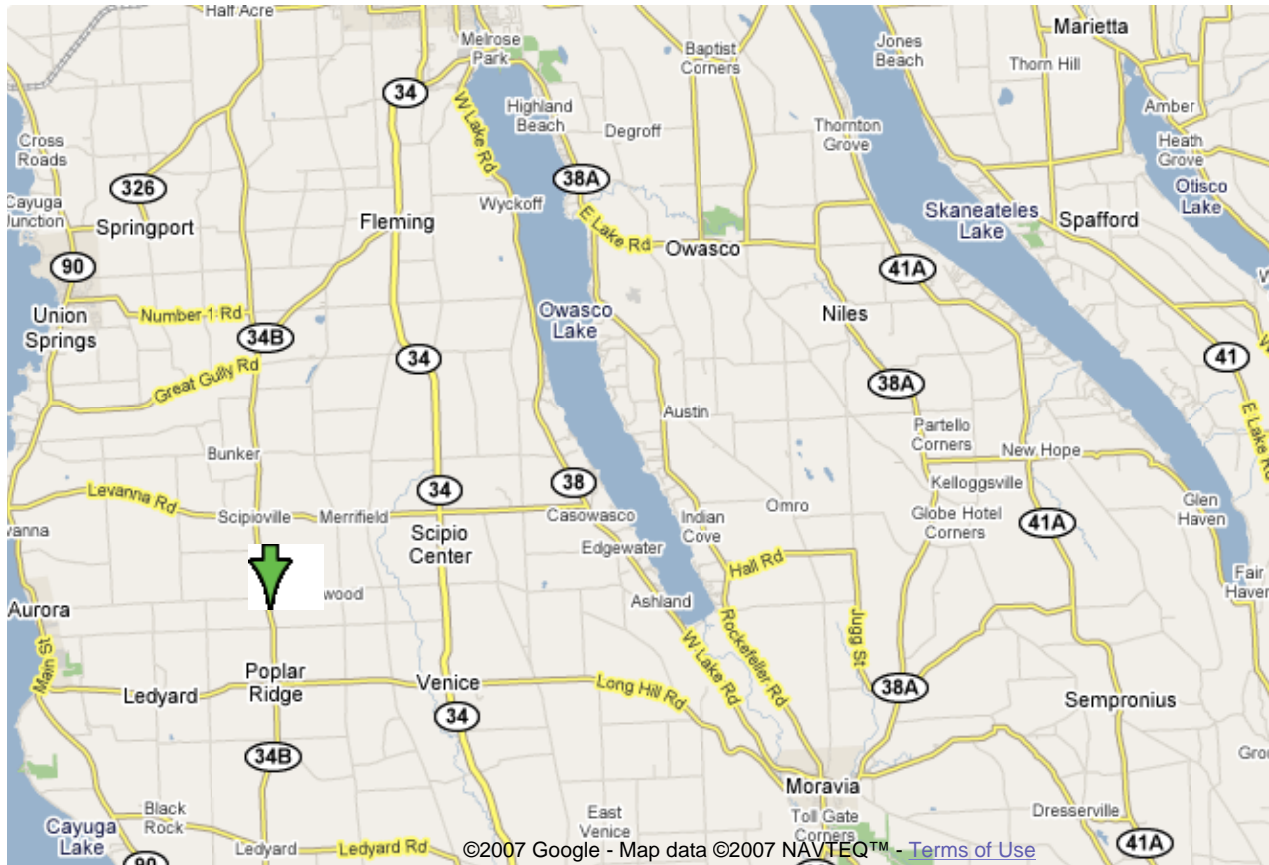 Half Acre
Melrose
Park
Baptist
Corners
Jones
Beach
Marietta
Thorn Hill
34
W Lake Rd
Highland
Beach
Degroff
Thornton
Grove
Amber
Heath
Grove
Cross
Roads
326
38A
Otisco
Lake
Cayuga
Junction
Springport
Fleming
Wyckoff
E Lake Rd
Owasco
Skaneateles
Lake
Spafford
90
41A
Union
Springs
Number 1 Rd
34B
Owasco
Lake
Niles
34
41
Great Gully Rd
38A
Austin
E Lake Rd
Partello
Corners
Bunker
New Hope
Levanna Rd
34
38
Kelloggsville
Scipioville
Merrifield
Casowasco
Indian
Cove
Omro
Globe Hotel
Corners
41A
Glen
Haven
vanna
Scipio
Center
Edgewater
Hall Rd
Fair
Haven
wood
Aurora
Ashland
Rockefeller Rd
Jugg St
Main St
W Lake Rd
Ledyard
Poplar
Ridge
Venice
Long Hill Rd
38A
Sempronius
34
34B
Gro
Moravia
Black
Rock
East
Venice
Toll Gate
Corners
Dresserville
Cayuga
Lake
90
Ledyard
Ledyard Rd
41A
©2007 Google - Map data ©2007 NAVTEQ™ - Terms of Use